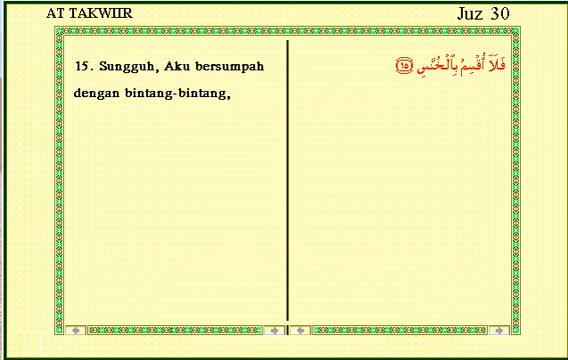 AT TAKWIIR
Juz 30
15. Sungguh, Aku bersumpah
dengan bintang-bintang,
فَلَآ أُقْسِمُ بِٱلْخُنَّسِ ﴿١٥﴾